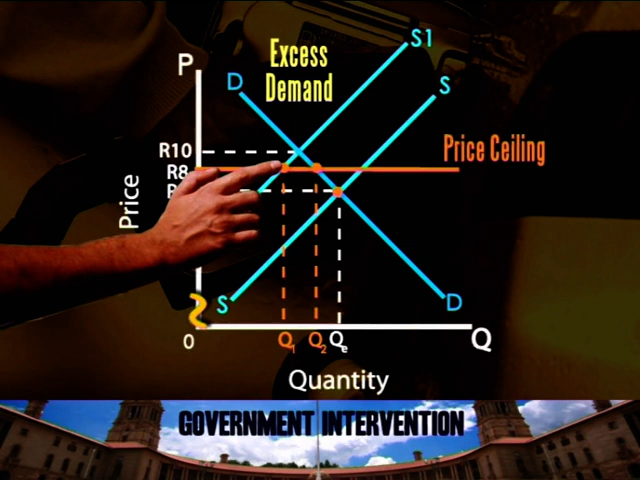 Excess
Demand
P
D
S1
S
R10
R8
Price Ceiling
Price
S
D
0
Q1
Q2
Qe
Q
Quantity
GOVERNMENT INTERVENTION